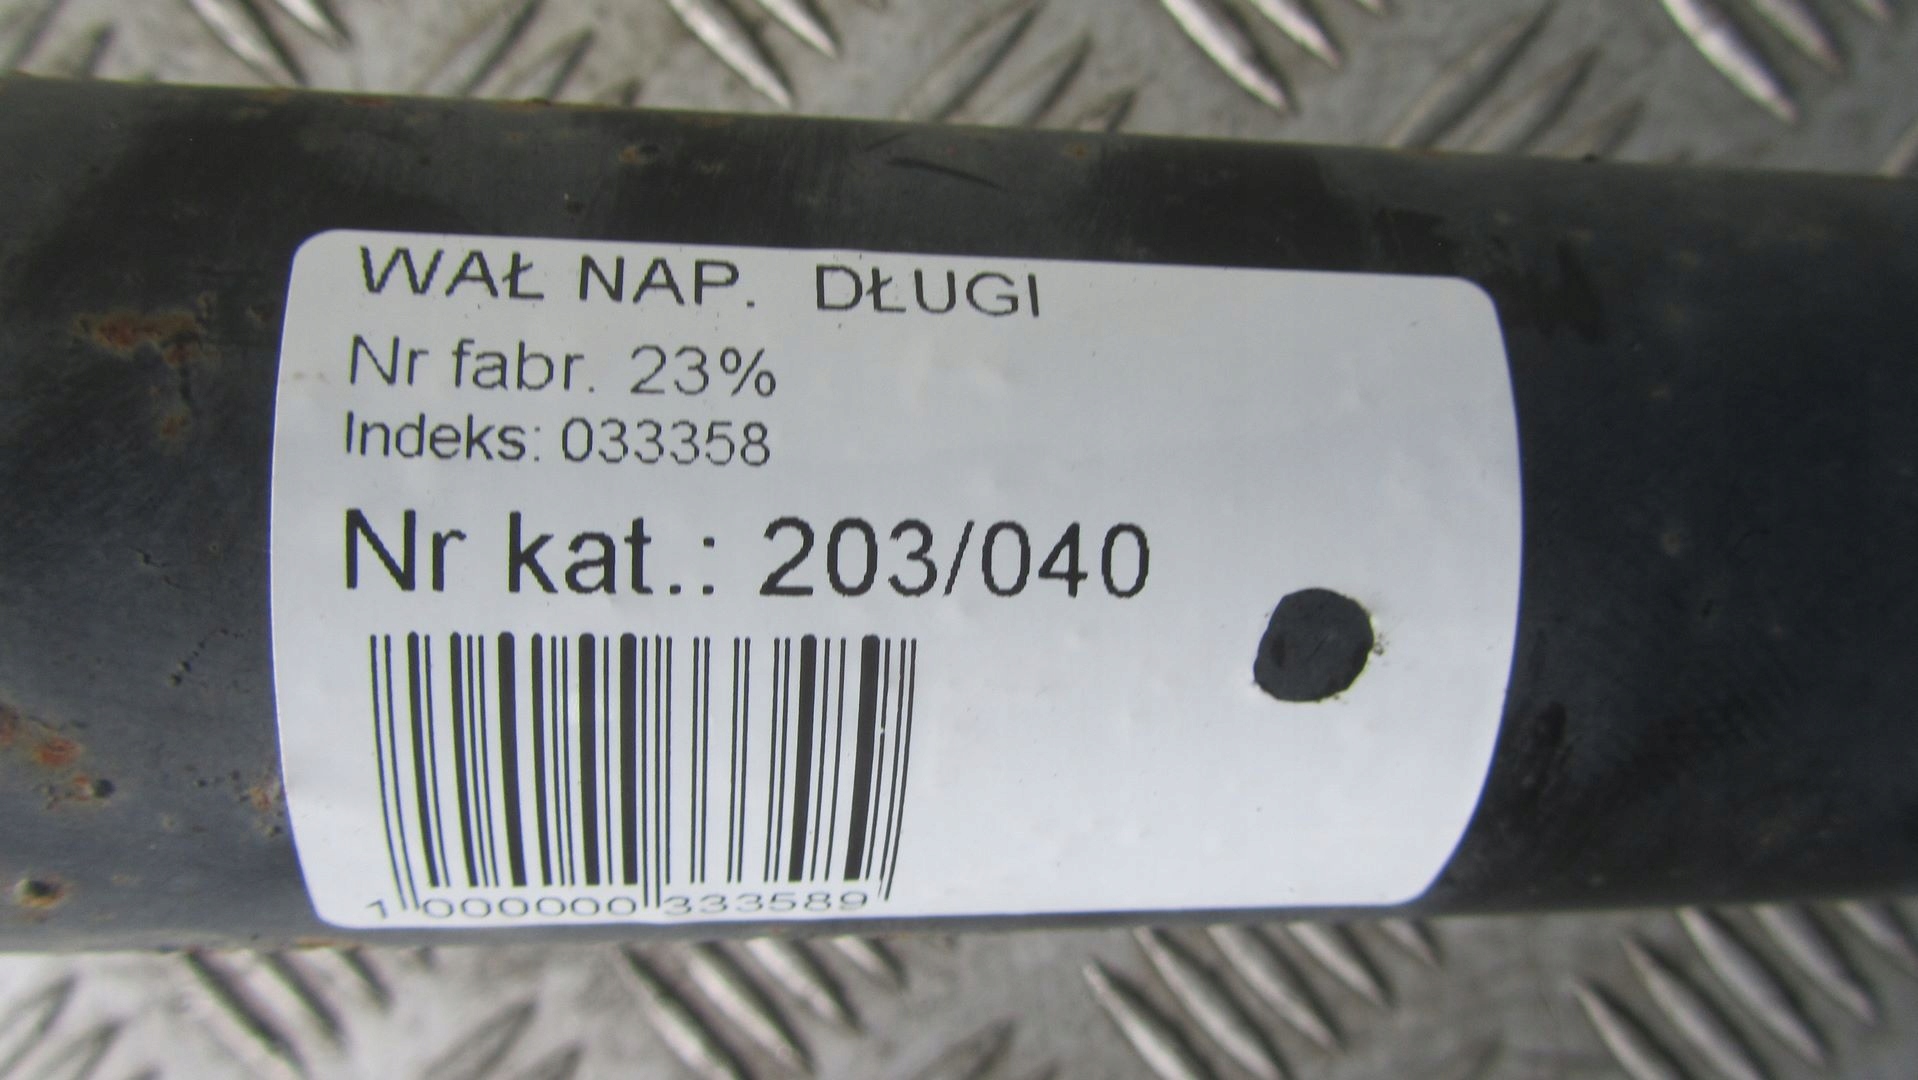 WAŁ NAP. DŁUGI
Nr fabr. 23%
Indeks: 033358
Nr kat.: 203/040
1 000000 333589